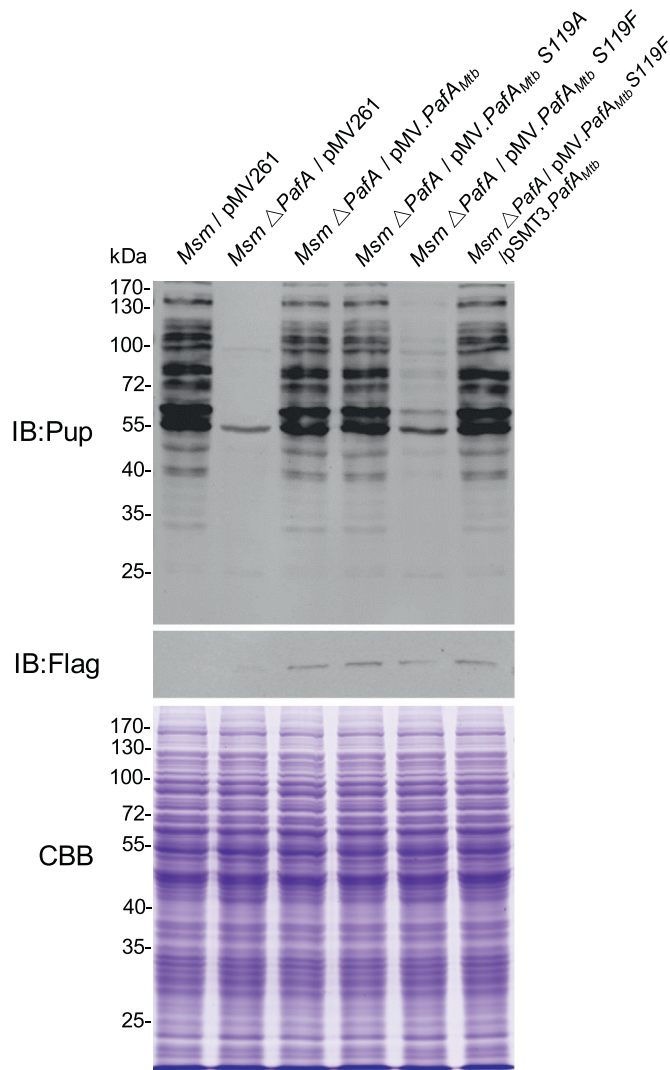 Msm / pMV261
Msm △PafA / pMV261
Msm △PafA / pMV.PafAMtb
Msm △PafA / pMV.PafAMtb S119A
Msm △PafA / pMV.PafAMtb S119F
Msm △PafA / pMV.PafAMtb S119F
/pSMT3.PafAMtb
kDa
170-
130-
100-
72-
55-
40-
35-
25-
IB:Pup
IB:Flag
170-
130-
100-
72-
55-
40-
35-
25-
CBB